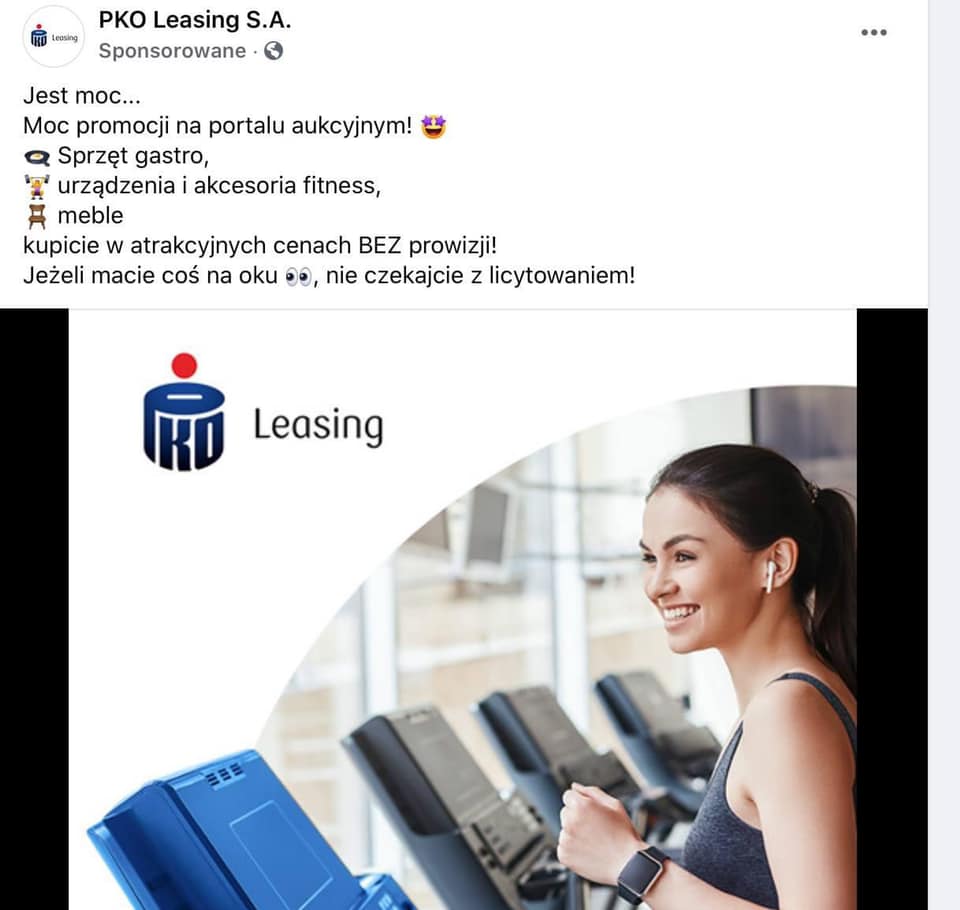 PKO Leasing S.A.
Leasing
Sponsorowane ·
Jest moc...
Moc promocji na portalu aukcyjnym! 🤩
🍳 Sprzęt gastro,
🏋️‍♀️ urządzenia i akcesoria fitness,
🪑 meble
kupicie w atrakcyjnych cenach BEZ prowizji!
Jeżeli macie coś na oku 👀, nie czekajcie z licytowaniem!
PKO Leasing